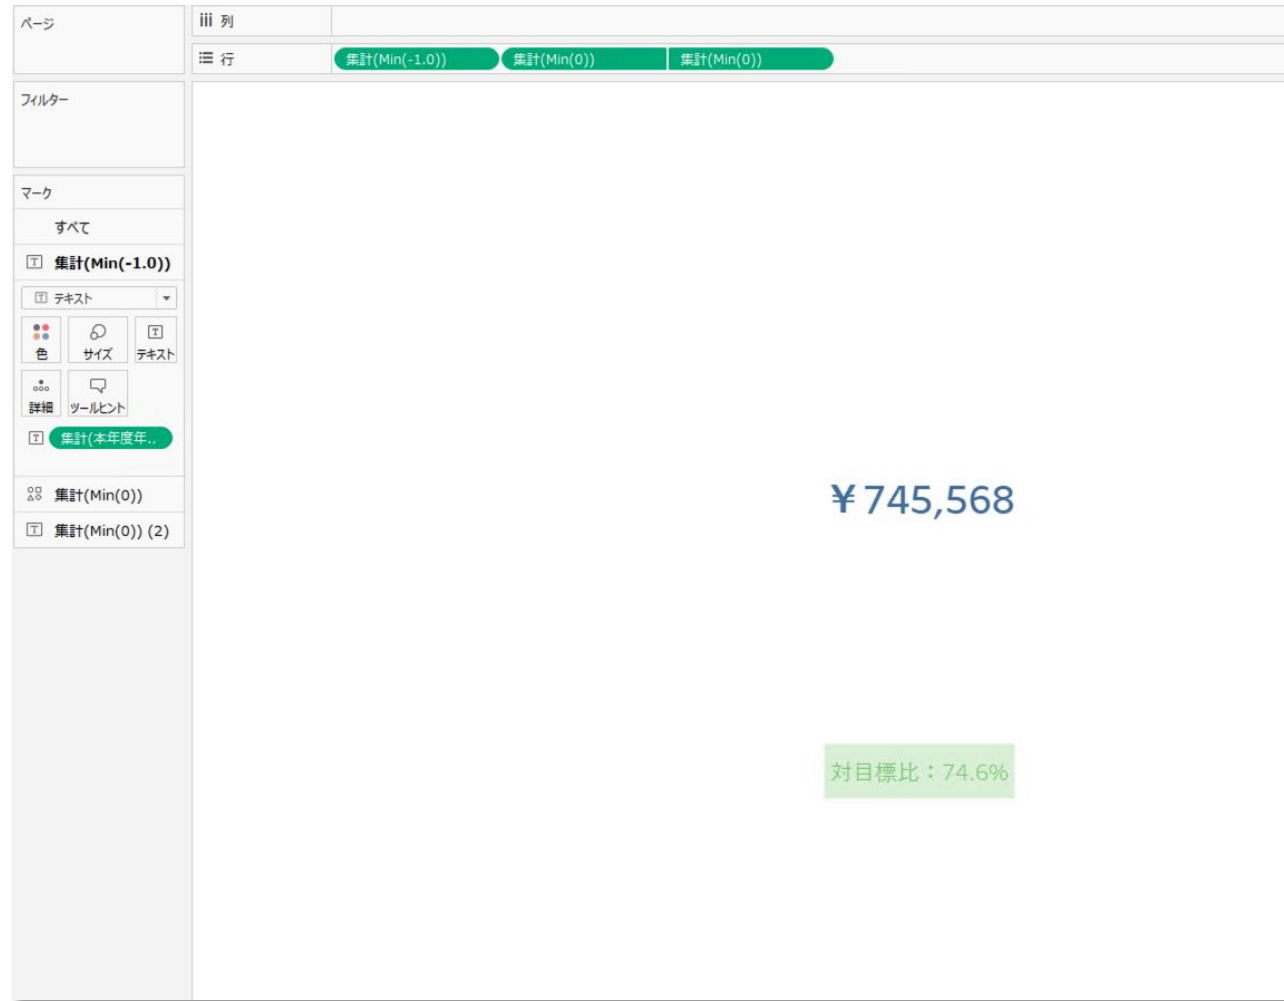 ページ
iii 列
行
集計(Min(-1.0))
集計(Min(0))
集計(Min(0))
フィルター
マーク
すべて
T 集計(Min(-1.0))
T テキスト
色
サイズ
T
テキスト
詳細
ツールヒント
T 集計(本年度年..
集計(Min(0))
T 集計(Min(0)) (2)
¥745,568
対目標比：74.6%